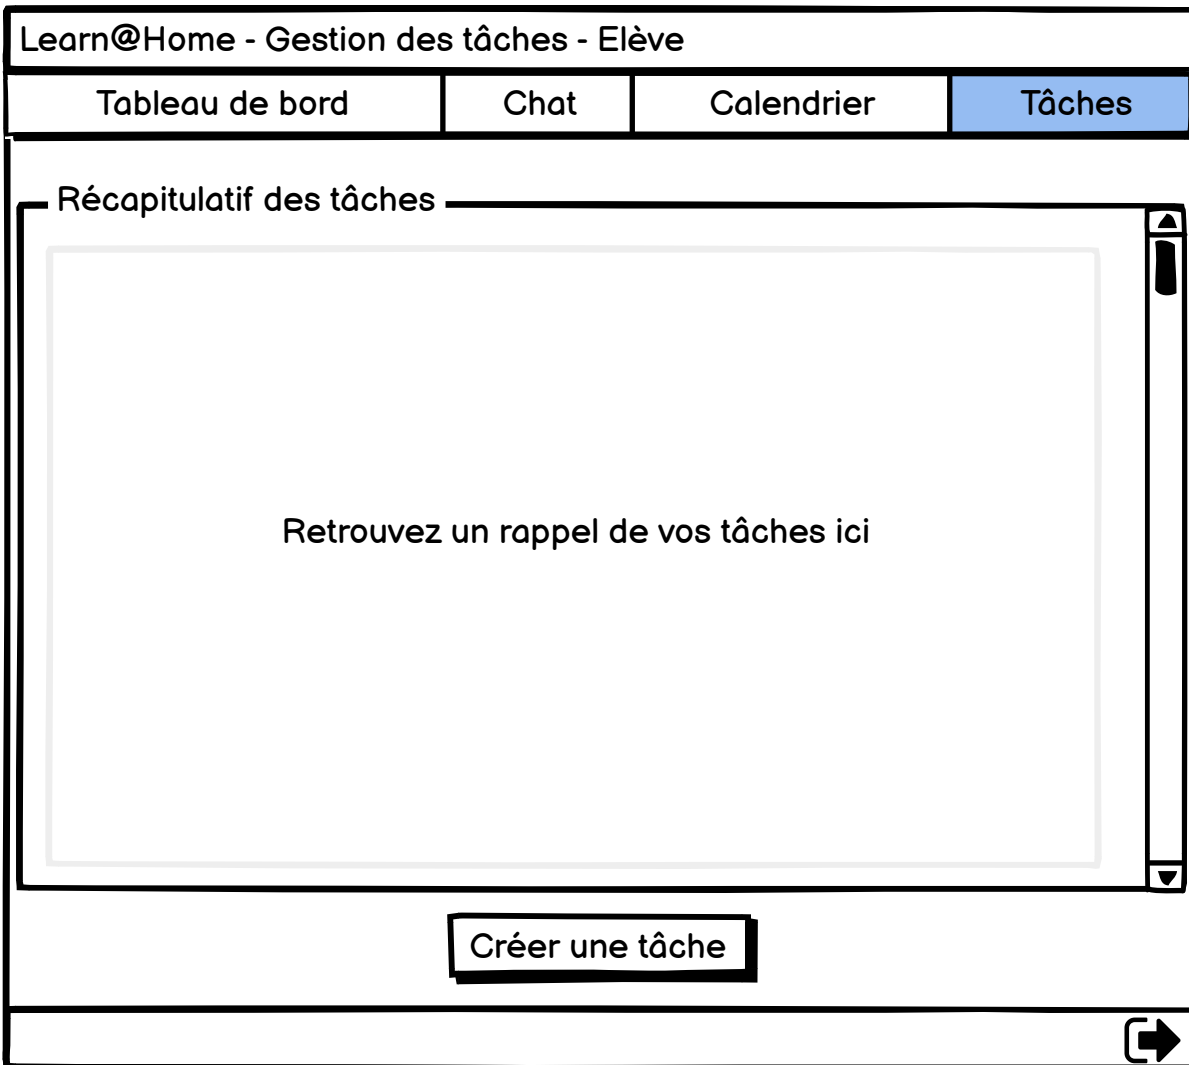 Learn@Home - Gestion des tâches - Elève
Tableau de bord
Chat
Calendrier
Tâches
Récapitulatif des tâches
Retrouvez un rappel de vos tâches ici
Créer une tâche